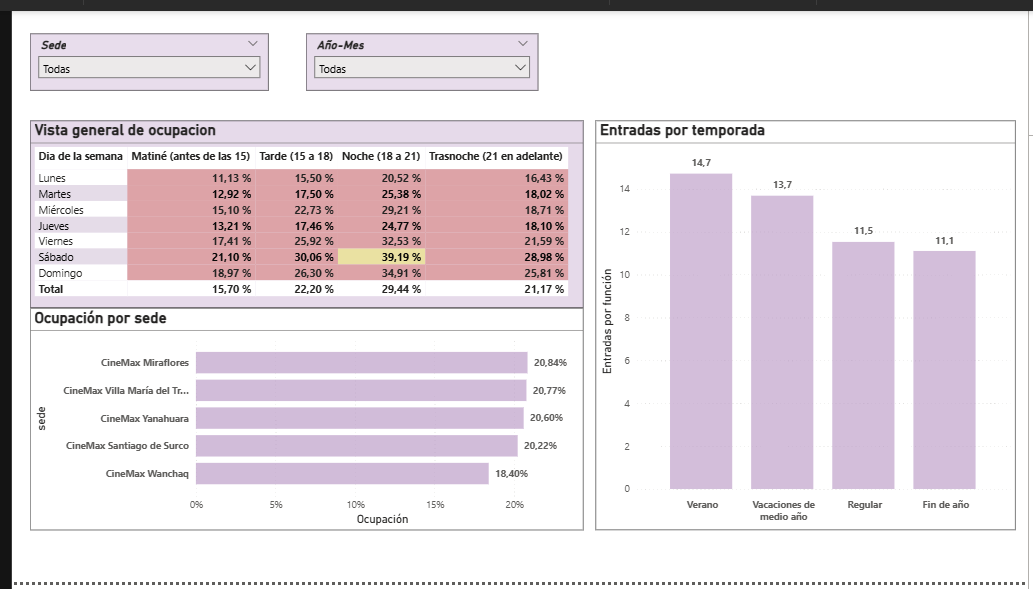 Sede
Todas
Año-Mes
Todas
Vista general de ocupacion
Dia de la semana Matiné (antes de las 15) Tarde (15 a 18) Noche (18 a 21) Trasnoche (21 en adelante)
Lunes 11,13 % 15,50 % 20,52 % 16,43 %
Martes 12,92 % 17,50 % 25,38 % 18,02 %
Miércoles 15,10 % 22,73 % 29,21 % 18,71 %
Jueves 13,21 % 17,46 % 24,77 % 18,10 %
Viernes 17,41 % 25,92 % 32,53 % 21,59 %
Sábado 21,10 % 30,06 % 39,19 % 28,98 %
Domingo 18,97 % 26,30 % 34,91 % 25,81 %
Total 15,70 % 22,20 % 29,44 % 21,17 %
Ocupación por sede
sede
CineMax Miraflores 20,84%
CineMax Villa María del Tr... 20,77%
CineMax Yanahuara 20,60%
CineMax Santiago de Surco 20,22%
CineMax Wanchaq 18,40%
0% 5% 10% 15% 20%
Ocupación
Entradas por temporada
Entradas por función
14
12
10
8
6
4
2
0
14,7
13,7
11,5
11,1
Verano
Vacaciones de
medio año
Regular
Fin de año